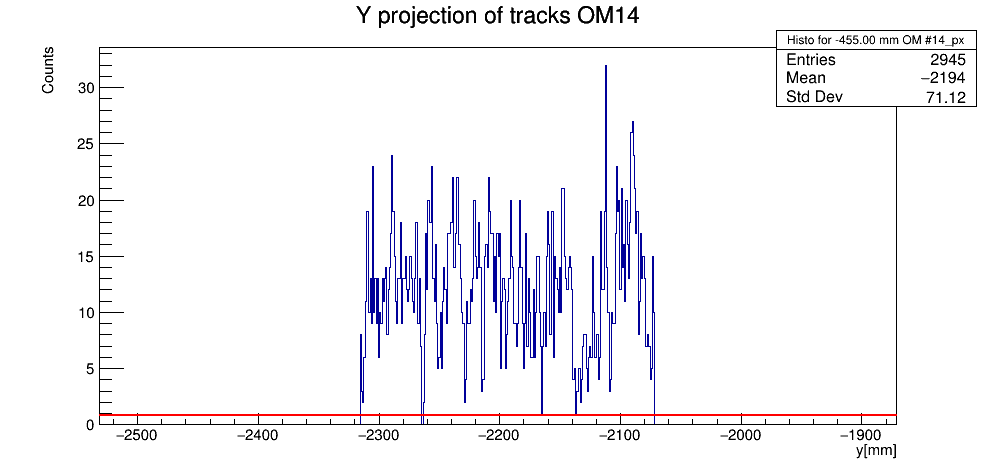 Y projection of tracks OM14
Histo for -455.00 mm OM #14_px
Entries 2945
Mean −2194
Std Dev 71.12
Counts
30
25
20
15
10
5
0
−2500 −2400 −2300 −2200 −2100 −2000 −1900
y[mm]